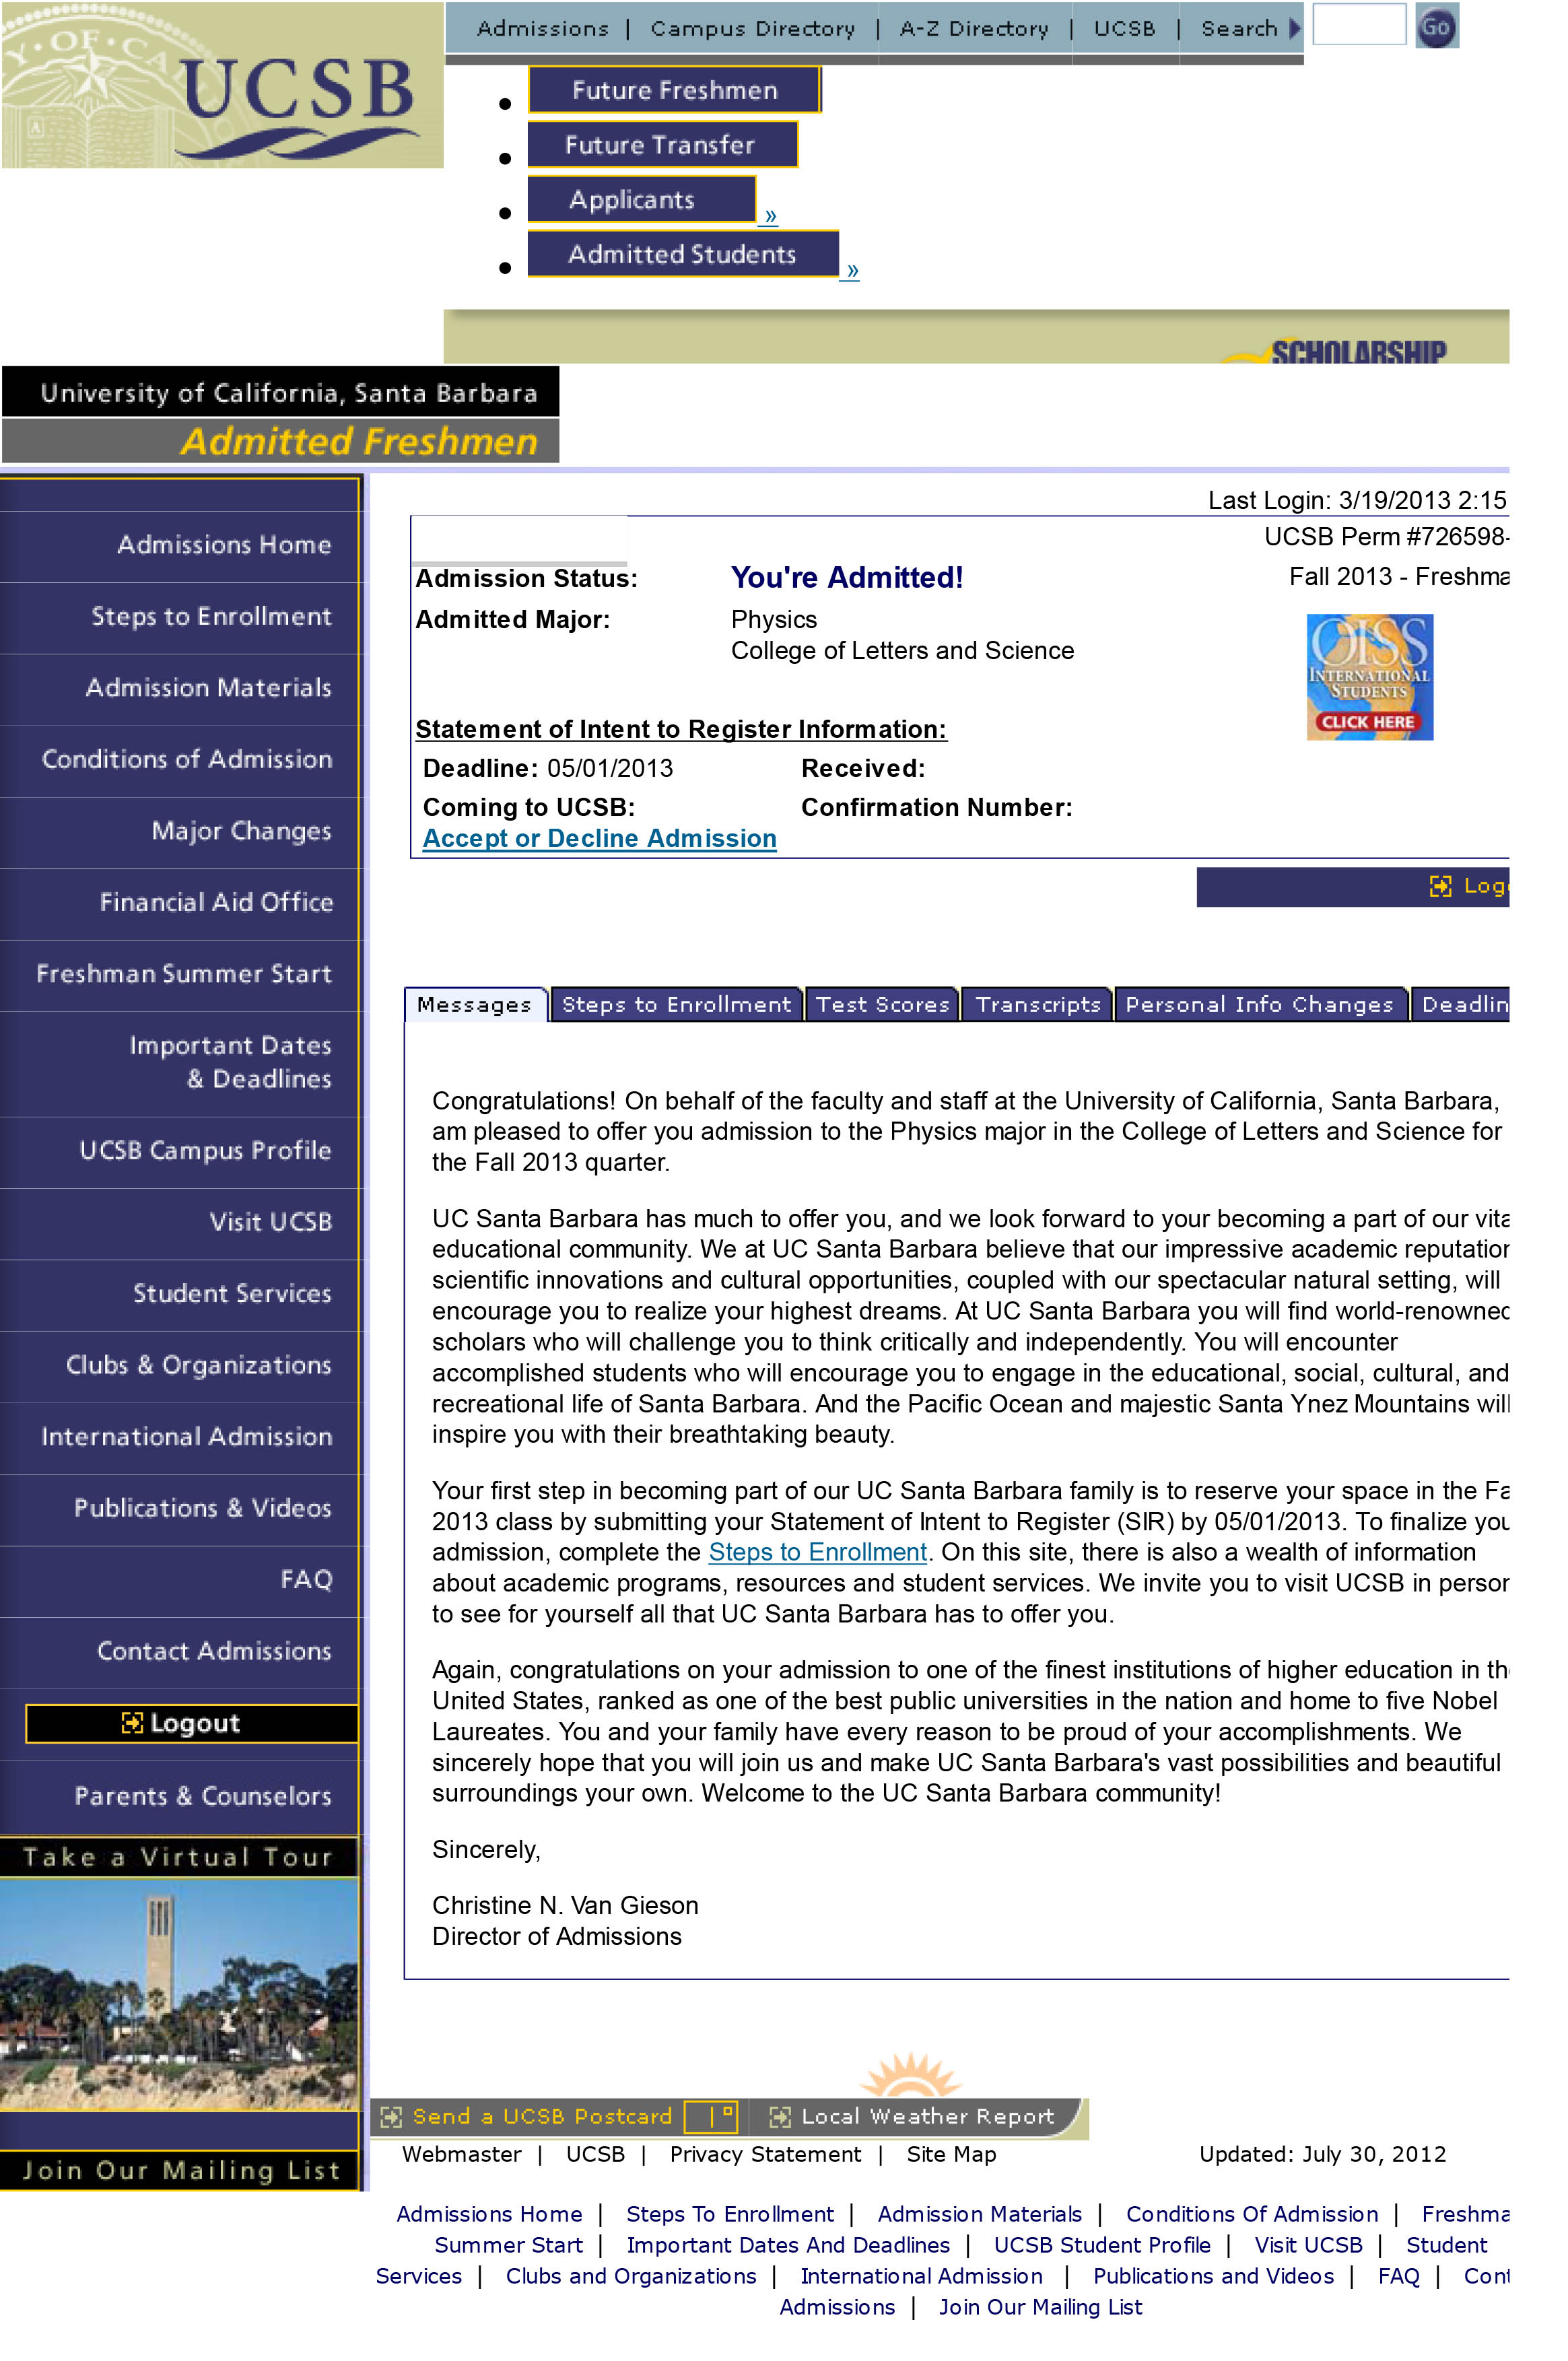 Admissions | Campus Directory | A-Z Directory | UCSB | Search Go
UCSB
Future Freshmen
Future Transfer
Applicants »
Admitted Students »
SCHOLARSHIP
University of California, Santa Barbara
Admitted Freshmen
Admissions Home
Steps to Enrollment
Admission Materials
Conditions of Admission
Major Changes
Financial Aid Office
Freshman Summer Start
Important Dates
& Deadlines
UCSB Campus Profile
Visit UCSB
Student Services
Clubs & Organizations
International Admission
Publications & Videos
FAQ
Contact Admissions
Logout
Parents & Counselors
Take a Virtual Tour
Join Our Mailing List
Last Login: 3/19/2013 2:15
UCSB Perm #726598-
Admission Status: You're Admitted! Fall 2013 - Freshma
Admitted Major: Physics
College of Letters and Science
OISS
INTERNATIONAL
STUDENTS
CLICK HERE
Statement of Intent to Register Information:
Deadline: 05/01/2013 Received:
Coming to UCSB: Confirmation Number:
Accept or Decline Admission
Log
Messages Steps to Enrollment Test Scores Transcripts Personal Info Changes Deadlin
Congratulations! On behalf of the faculty and staff at the University of California, Santa Barbara,
am pleased to offer you admission to the Physics major in the College of Letters and Science for
the Fall 2013 quarter.
UC Santa Barbara has much to offer you, and we look forward to your becoming a part of our vita
educational community. We at UC Santa Barbara believe that our impressive academic reputation
scientific innovations and cultural opportunities, coupled with our spectacular natural setting, will
encourage you to realize your highest dreams. At UC Santa Barbara you will find world-renowned
scholars who will challenge you to think critically and independently. You will encounter
accomplished students who will encourage you to engage in the educational, social, cultural, and
recreational life of Santa Barbara. And the Pacific Ocean and majestic Santa Ynez Mountains will
inspire you with their breathtaking beauty.
Your first step in becoming part of our UC Santa Barbara family is to reserve your space in the Fa
2013 class by submitting your Statement of Intent to Register (SIR) by 05/01/2013. To finalize you
admission, complete the Steps to Enrollment. On this site, there is also a wealth of information
about academic programs, resources and student services. We invite you to visit UCSB in person
to see for yourself all that UC Santa Barbara has to offer you.
Again, congratulations on your admission to one of the finest institutions of higher education in the
United States, ranked as one of the best public universities in the nation and home to five Nobel
Laureates. You and your family have every reason to be proud of your accomplishments. We
sincerely hope that you will join us and make UC Santa Barbara's vast possibilities and beautiful
surroundings your own. Welcome to the UC Santa Barbara community!
Sincerely,
Christine N. Van Gieson
Director of Admissions
Send a UCSB Postcard Local Weather Report
Webmaster | UCSB | Privacy Statement | Site Map Updated: July 30, 2012
Admissions Home | Steps To Enrollment | Admission Materials | Conditions Of Admission | Freshma
Summer Start | Important Dates And Deadlines | UCSB Student Profile | Visit UCSB | Student
Services | Clubs and Organizations | International Admission | Publications and Videos | FAQ | Cont
Admissions | Join Our Mailing List